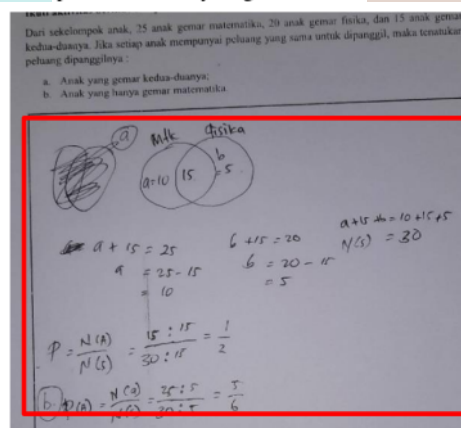 Dari sekelompok anak, 25 anak gemar matematika, 20 anak gemar fisika, dan 15 anak gemar
kedua-duanya. Jika setiap anak mempunyai peluang yang sama untuk dipanggil, maka tenatukan
peluang dipanggilnya :
a. Anak yang gemar kedua-duanya;
b. Anak yang hanya gemar matematika.
a
Mtk fisika
a=10 15 b=5
a + 15 = 25
a = 25 - 15
= 10
b + 15 = 20
b = 20 - 15
= 5
a+15+b = 10+15+5
N(S) = 30
P = N(A)/N(S) = 15 : 15/30 : 15 = 1/2
b. P(A) = N(a)/N(S) = 25 : 5/30 : 5 = 5/6